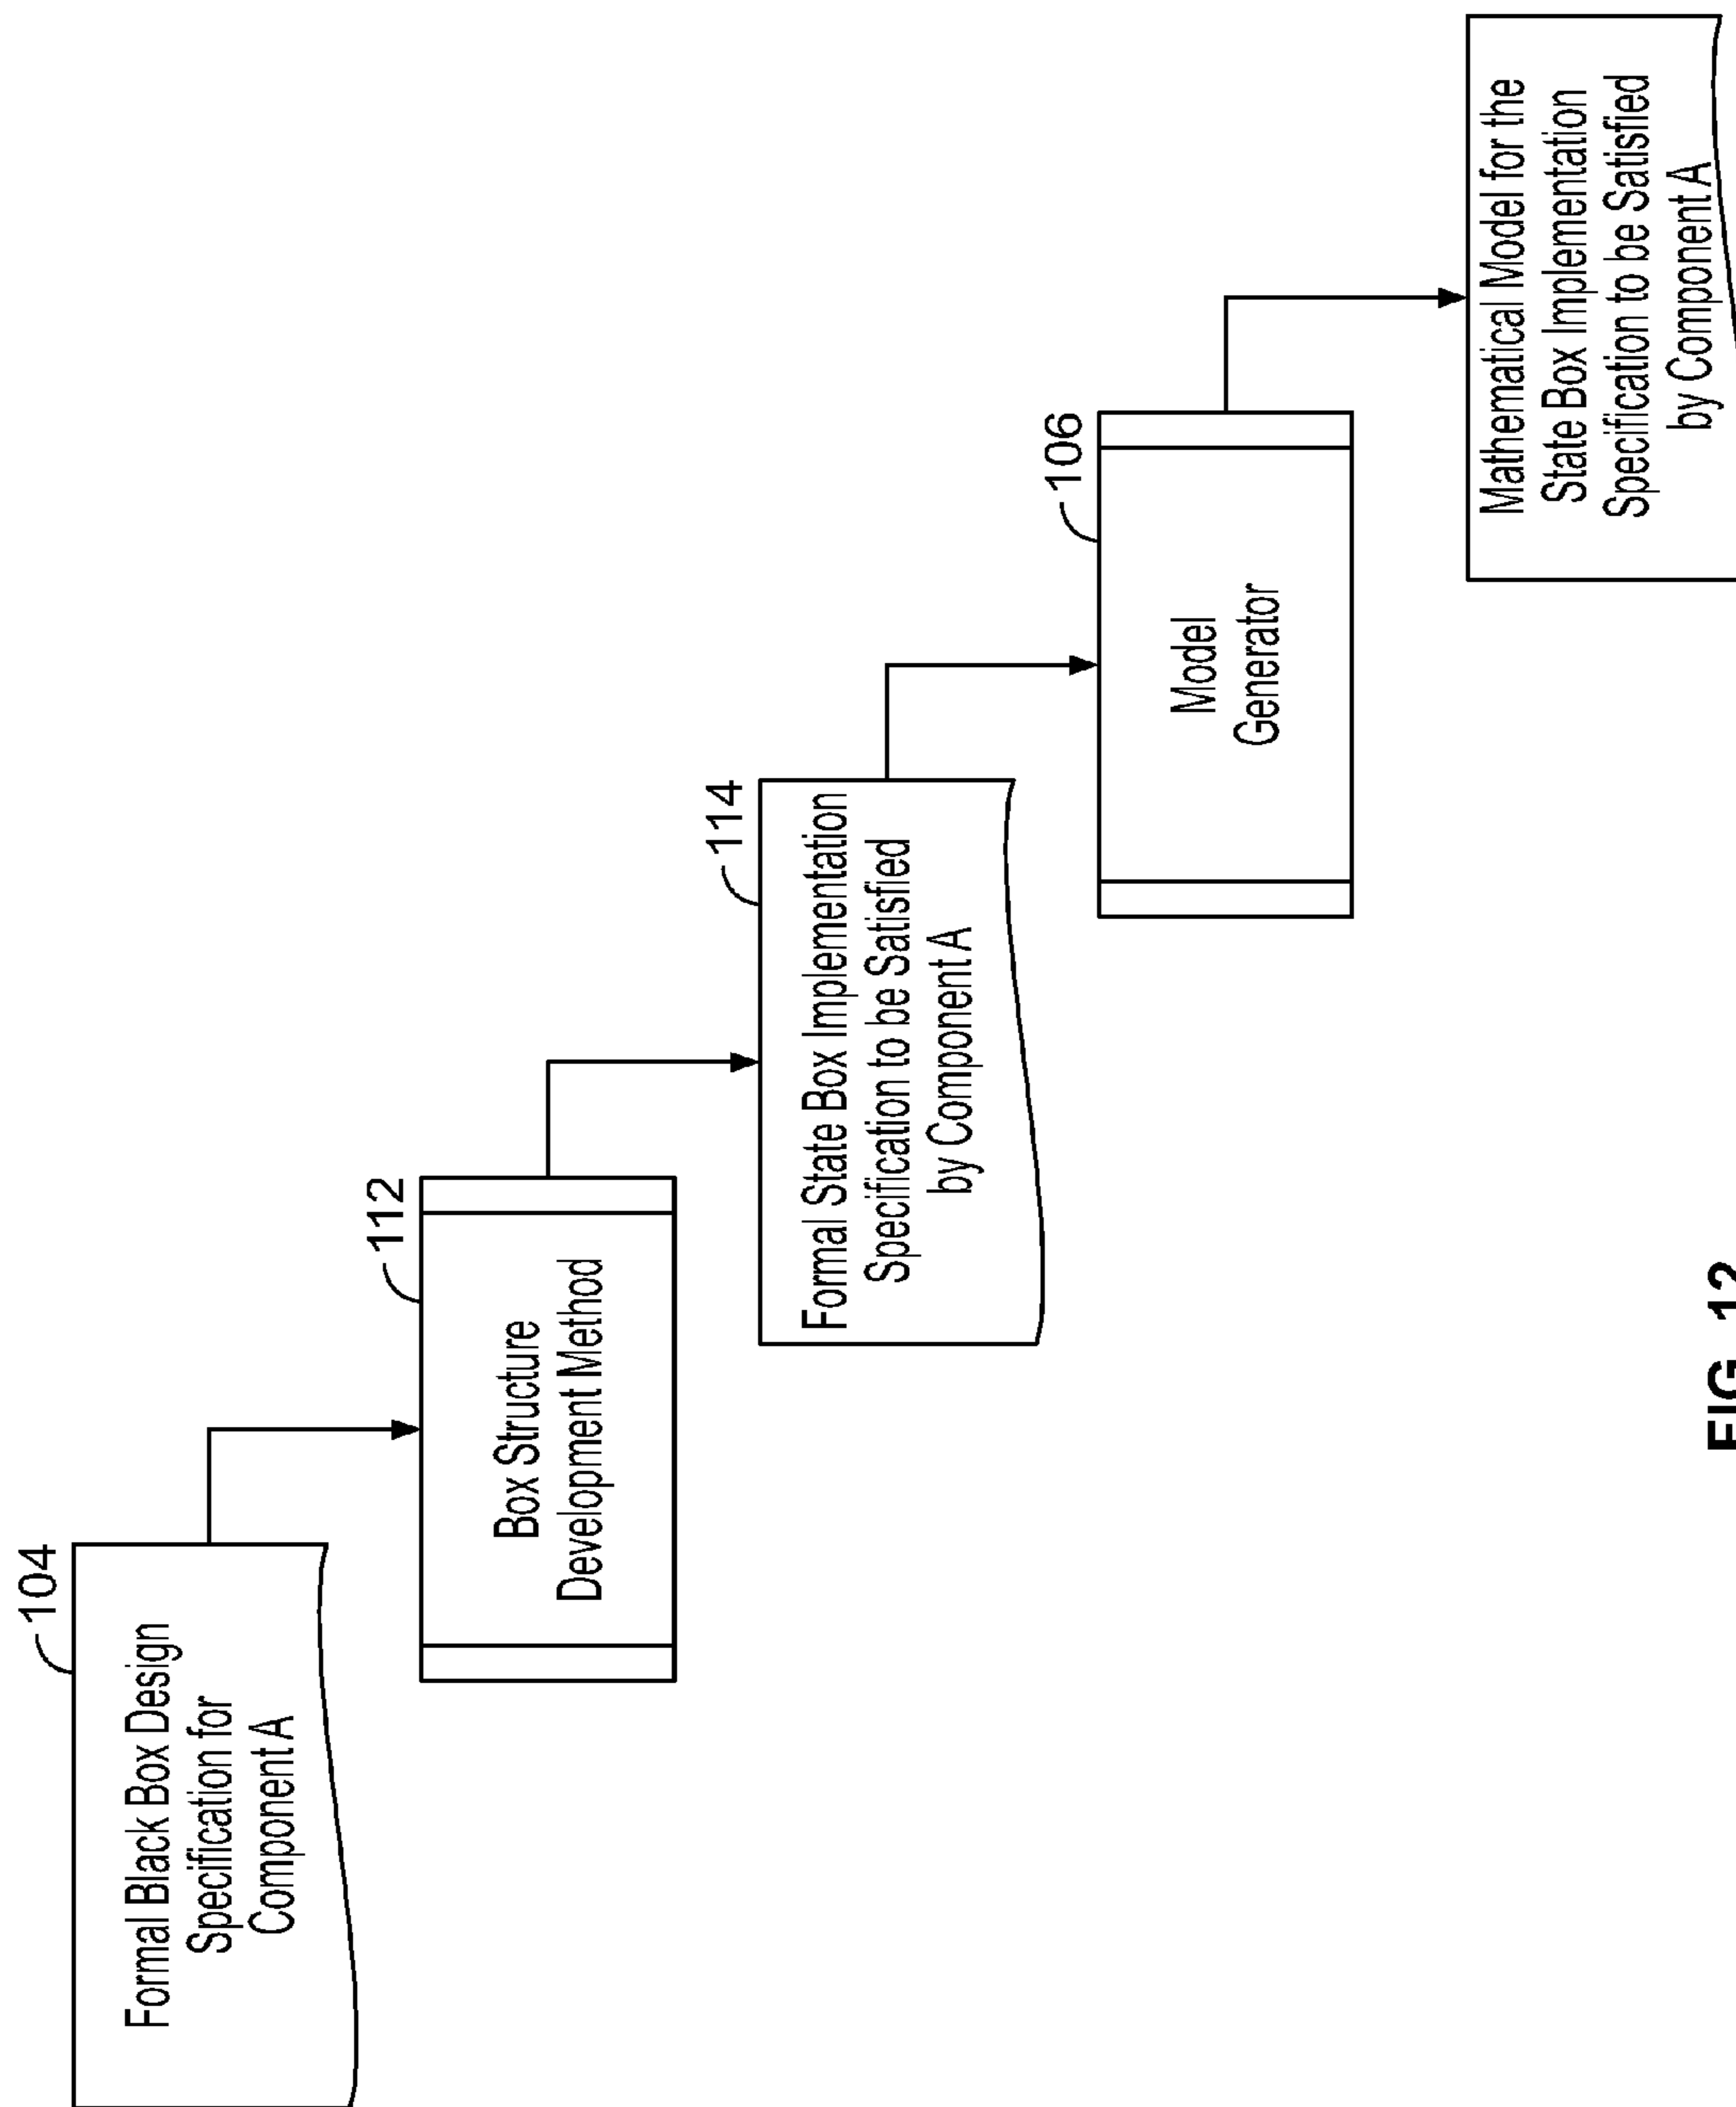 104
Formal Black Box Design
Specification for
Component A
112
Box Structure
Development Method
114
Formal State Box Implementation
Specification to be Satisfied
by Component A
106
Model
Generator
Mathematical Model for the
State Box Implementation
Specification to be Satisfied
by Component A
FIG. 12